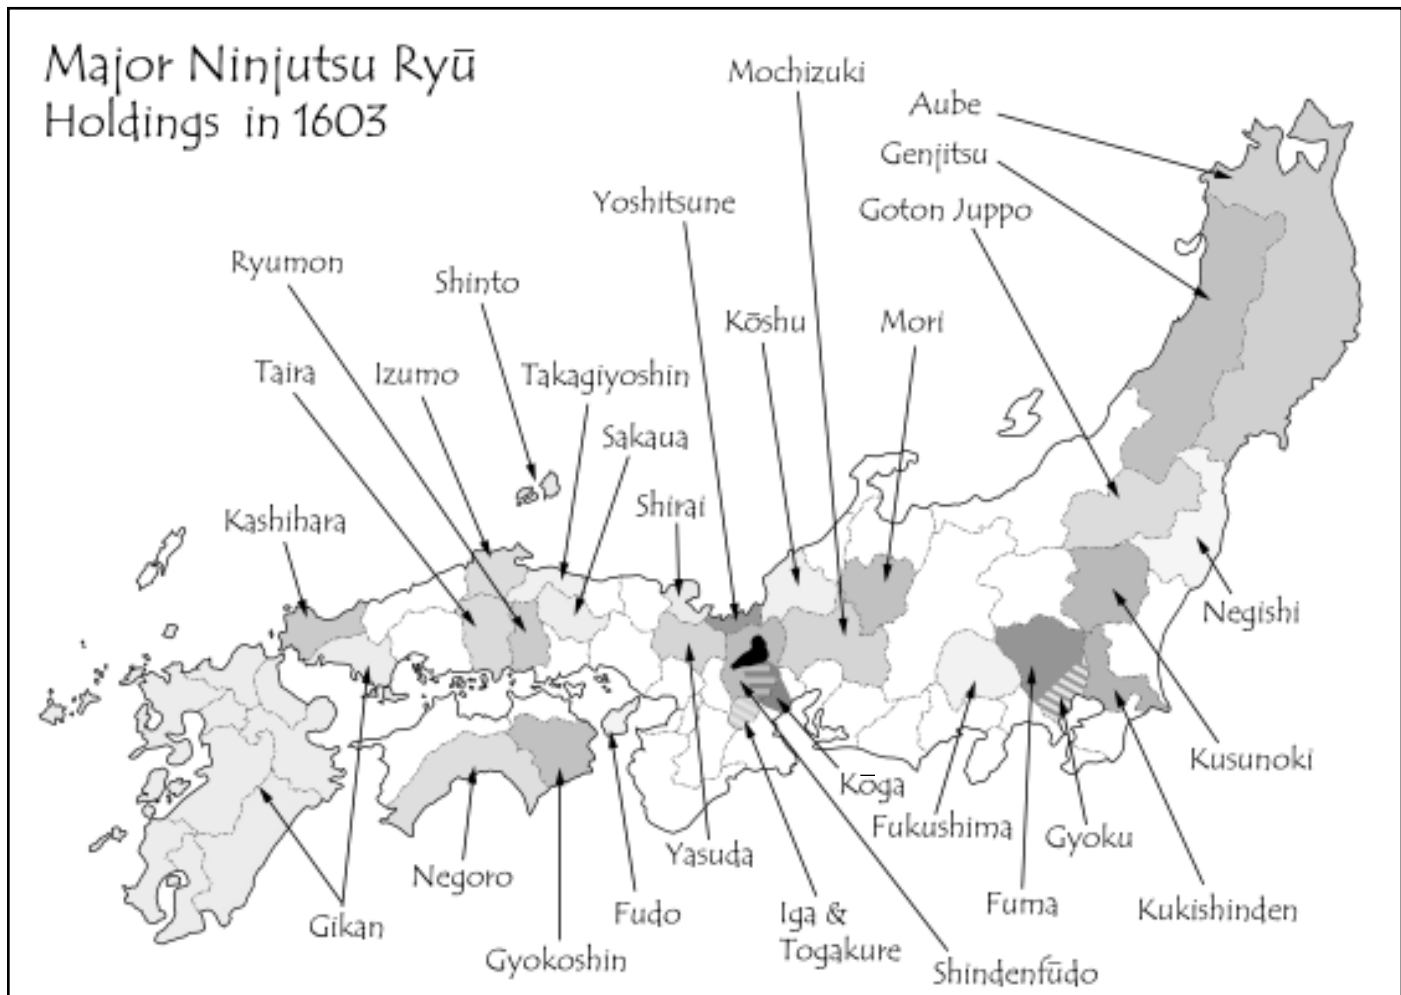 Major Ninjutsu Ryū
Holdings in 1603
Mochizuki
Aube
Genjitsu
Yoshitsune
Goton Juppo
Ryumon
Shinto
Kōshu
Mori
Taira
Izumo
Takagiyoshin
Sakaua
Shirai
Kashihara
Negishi
Kusunoki
Kōga
Fukushima
Gyoku
Yasuda
Negoro
Fuma
Kukishinden
Fudo
Iga &
Togakure
Gikan
Gyokoshin
Shindenfūdo